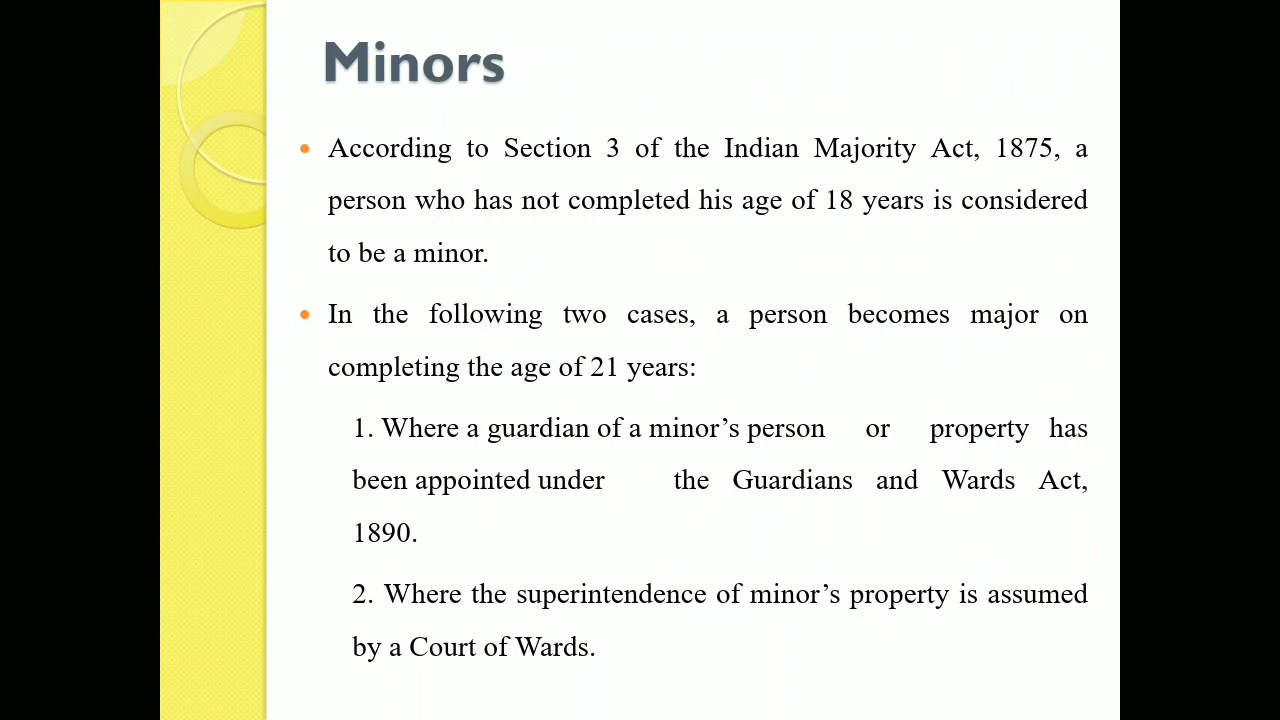 Minors
According to Section 3 of the Indian Majority Act, 1875, a
person who has not completed his age of 18 years is considered
to be a minor.
In the following two cases, a person becomes major on
completing the age of 21 years:
1. Where a guardian of a minor’s person or property has
been appointed under the Guardians and Wards Act,
1890.
2. Where the superintendence of minor’s property is assumed
by a Court of Wards.